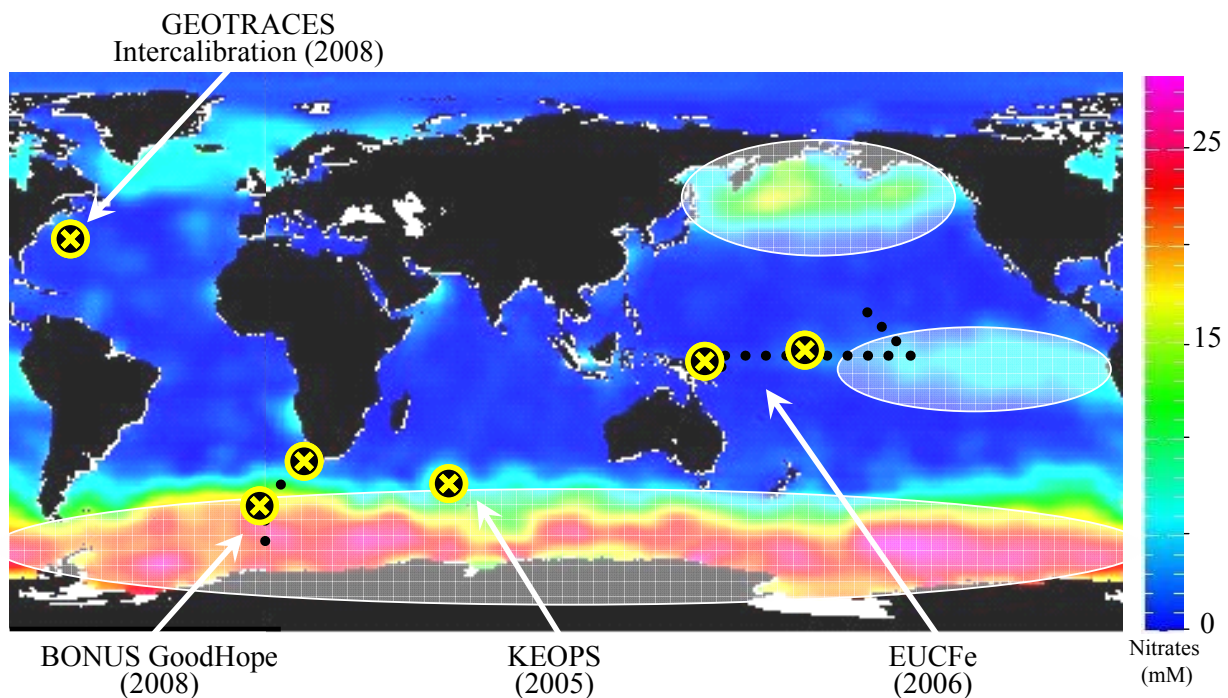 GEOTRACES
Intercalibration (2008)
25
15
0
Nitrates
(mM)
BONUS GoodHope
(2008)
KEOPS
(2005)
EUCFe
(2006)